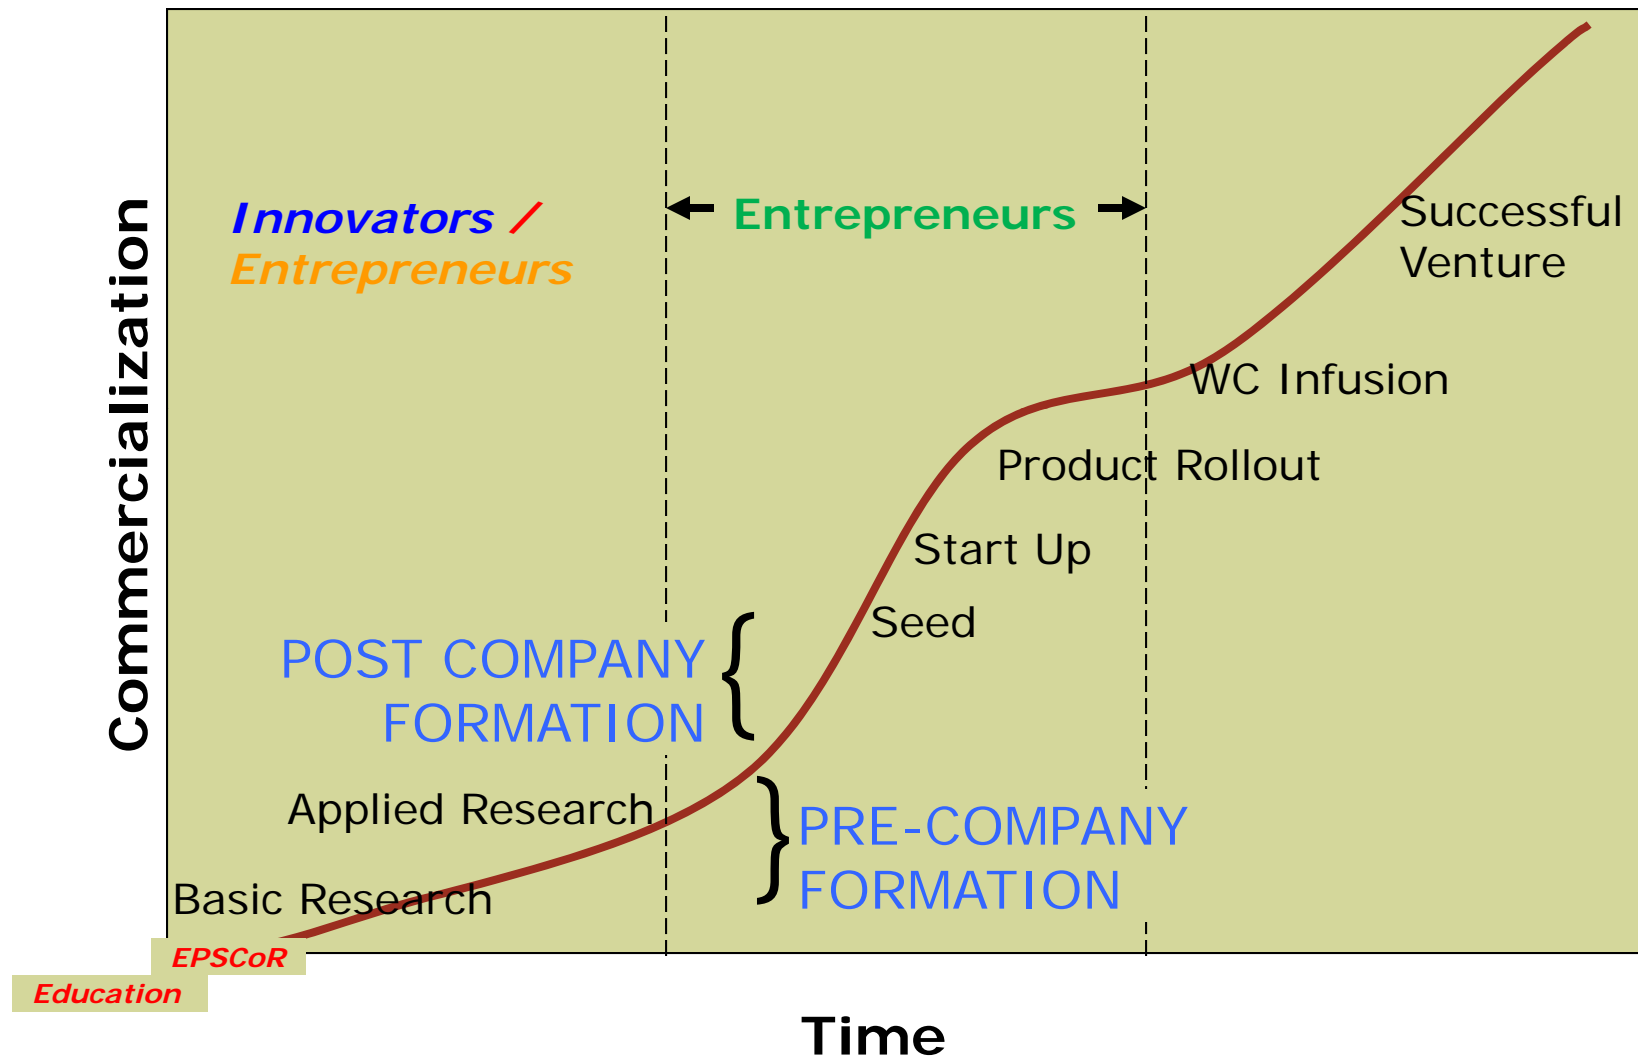 Commercialization
Innovators /
Entrepreneurs
Entrepreneurs
Successful
Venture
WC Infusion
Product Rollout
Start Up
Seed
POST COMPANY
FORMATION
Applied Research
PRE-COMPANY
FORMATION
Basic Research
EPSCoR
Education
Time